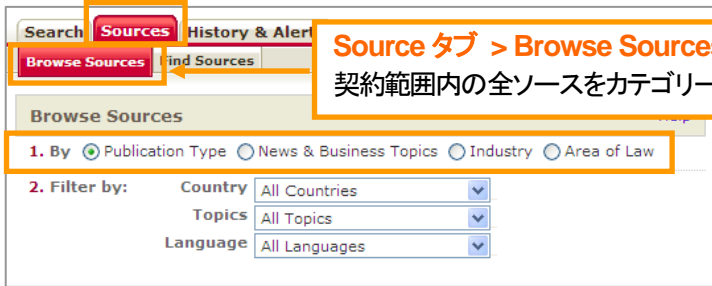 Search Sources History & Alert
Browse Sources Find Sources
Source タブ > Browse Sources
契約範囲内の全ソースをカテゴリー
Browse Sources
1. By Publication Type News & Business Topics Industry Area of Law
2. Filter by: Country All Countries
Topics All Topics
Language All Languages